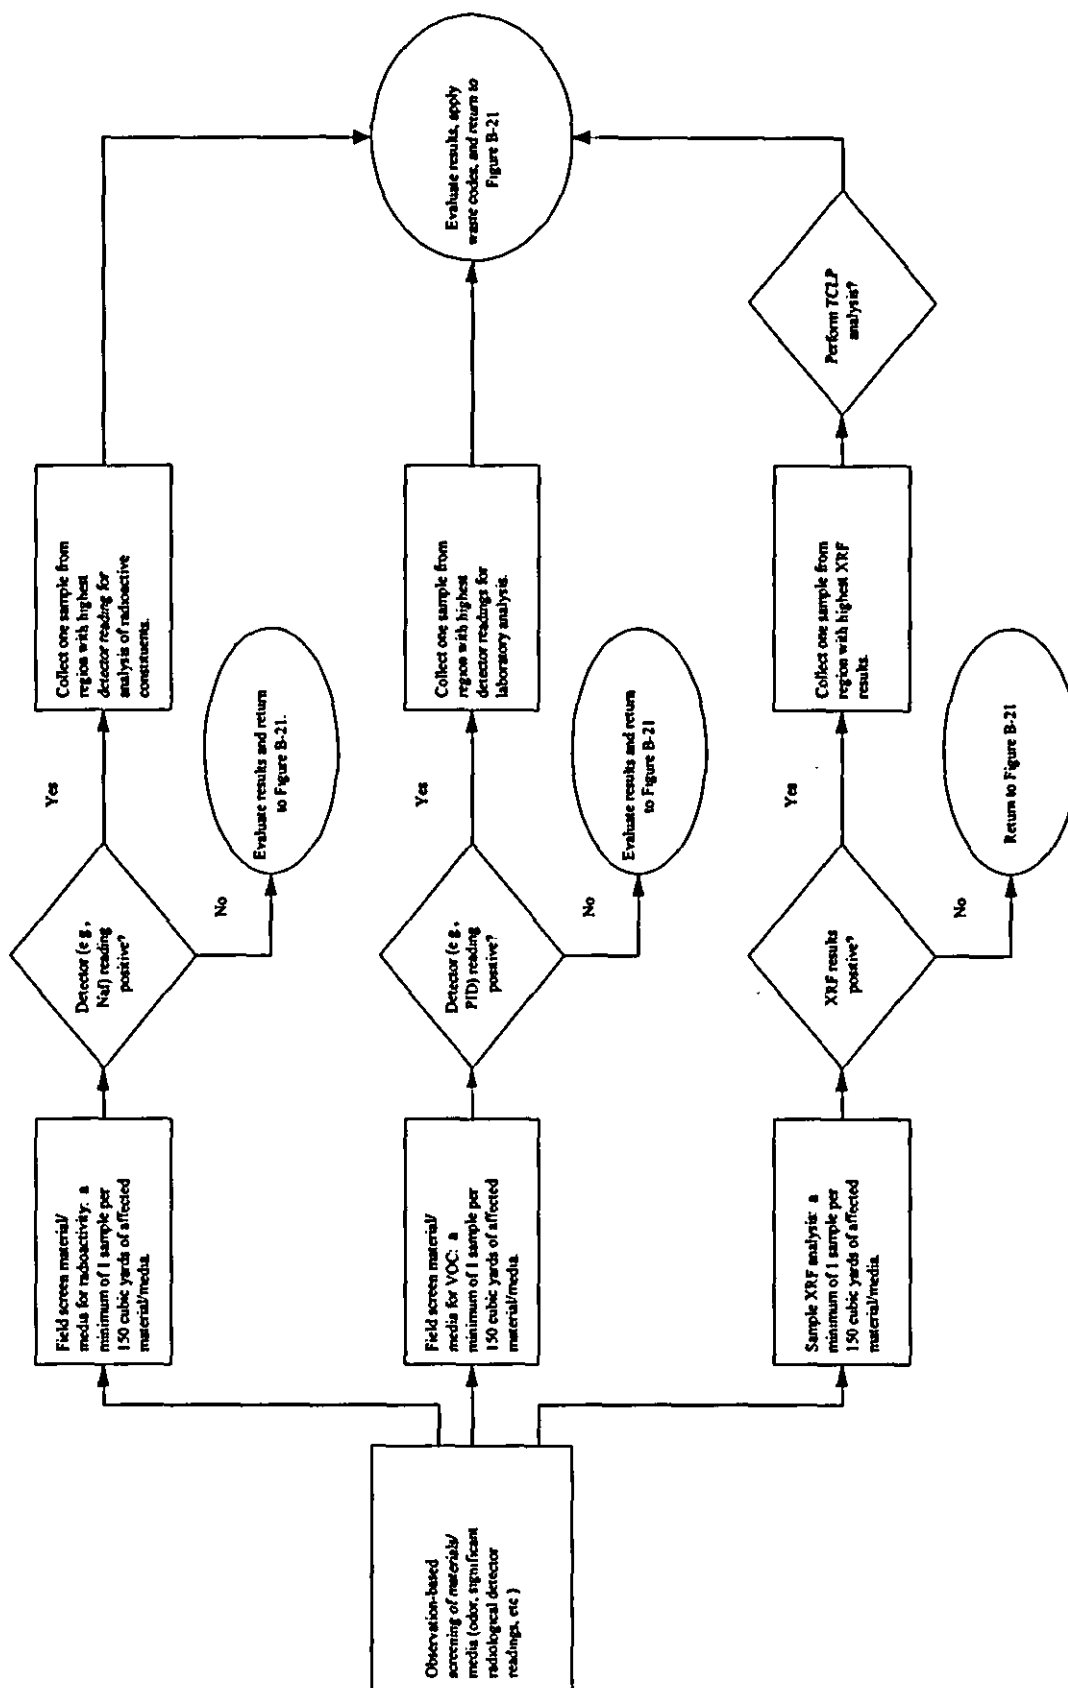 Observation-based
screening of materials/
media (odor, significant
radiological detector
readings, etc )
Field screen material/
media for radioactivity: a
minimum of 1 sample per
150 cubic yards of affected
material/media.
Detector (e g ,
NaI) reading
positive?
Yes
No
Collect one sample from
region with highest
detector reading for
analysis of radioactive
constituents.
Evaluate results and return
to Figure B-21.
Field screen material/
media for VOC: a
minimum of 1 sample per
150 cubic yards of affected
material/media.
Detector (e g ,
PID) reading
positive?
Yes
No
Collect one sample from
region with highest
detector readings for
laboratory analysis.
Evaluate results and return
to Figure B-21
Sample XRF analysis: a
minimum of 1 sample per
150 cubic yards of affected
material/media.
XRF results
positive?
Yes
No
Collect one sample from
region with highest XRF
results.
Return to Figure B-21
Perform TCLP
analysis?
Evaluate results, apply
waste codes, and return to
Figure B-21